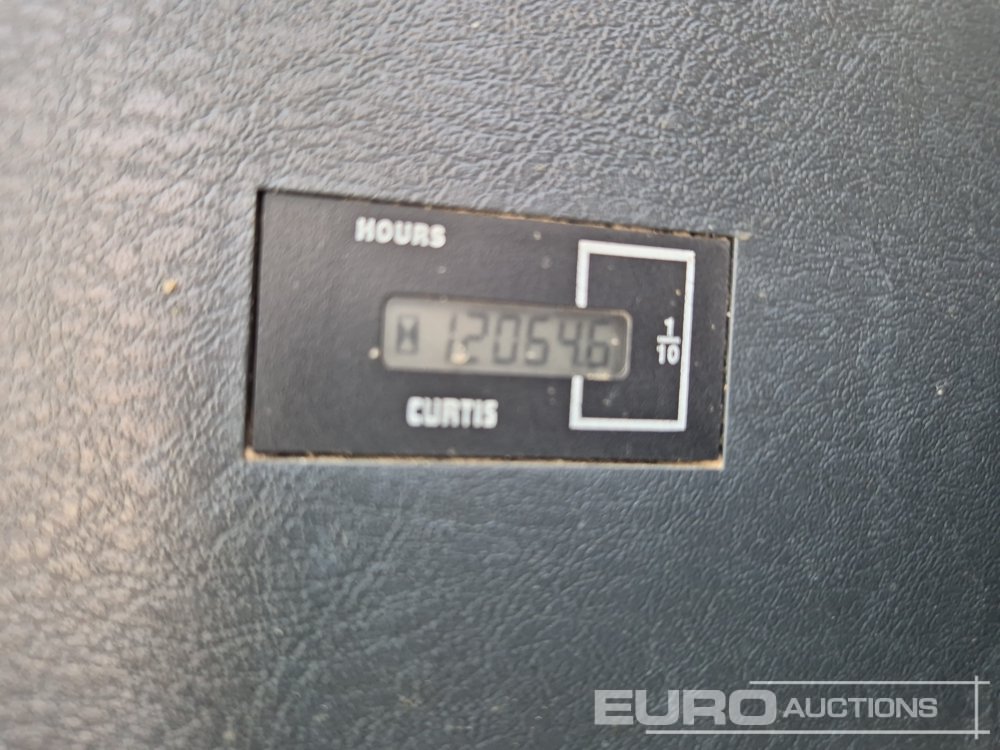 HOURS
12054.6
1/10
CURTIS
EURO AUCTIONS